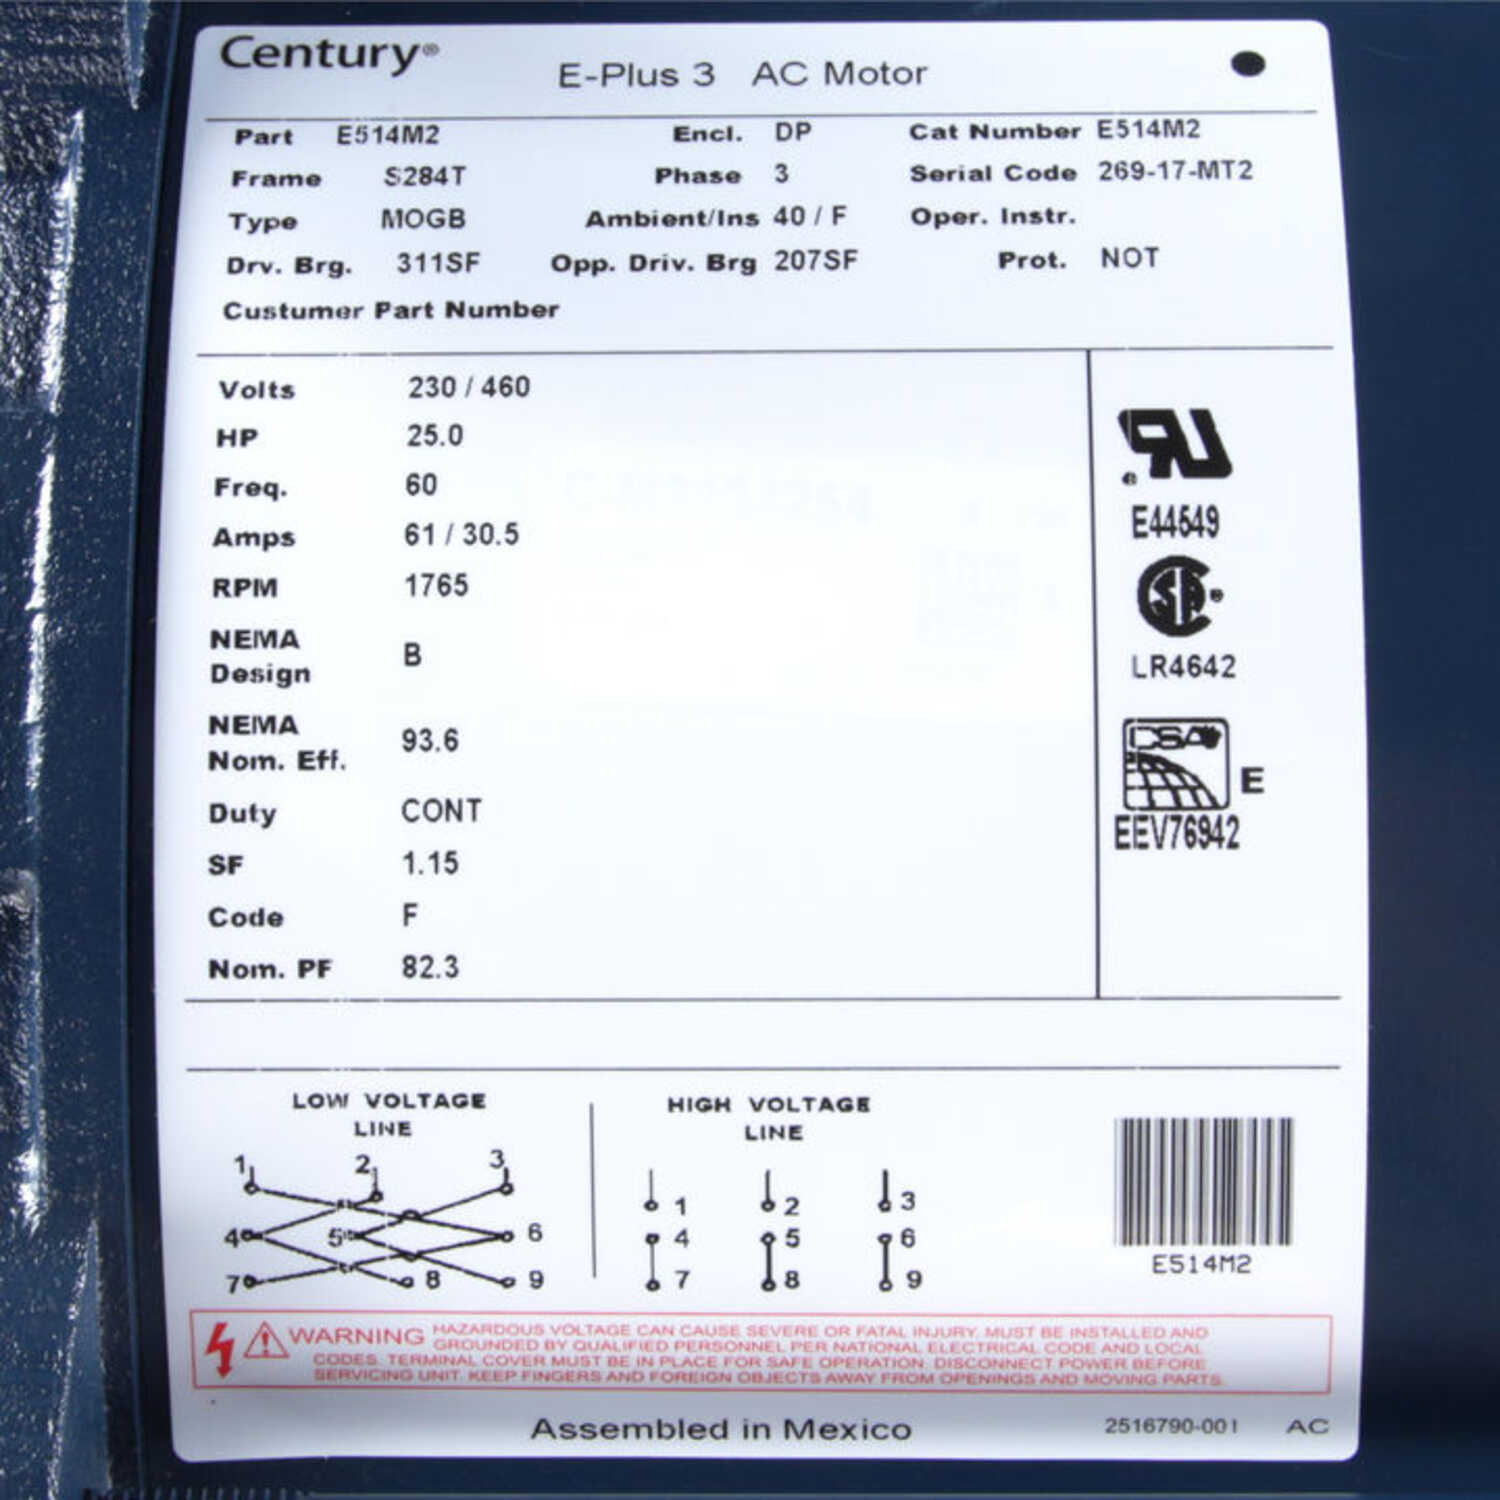 Century®
E-Plus 3 AC Motor
Part E514M2 Encl. DP Cat Number E514M2
Frame S284T Phase 3 Serial Code 269-17-MT2
Type MOGB Ambient/Ins 40 / F Oper. Instr.
Drv. Brg. 311SF Opp. Driv. Brg 207SF Prot. NOT
Custumer Part Number
Volts 230 / 460
HP 25.0
Freq. 60
Amps 61 / 30.5
RPM 1765
NEMA
Design B
NEMA
Nom. Eff. 93.6
Duty CONT
SF 1.15
Code F
Nom. PF 82.3
RU
®
E44549
SA ®
LR4642
CSA
E
EEV76942
LOW VOLTAGE
LINE
1 2 3
4 5 6
7 8 9
HIGH VOLTAGE
LINE
1 2 3
4 5 6
7 8 9
E514M2
WARNING HAZARDOUS VOLTAGE CAN CAUSE SEVERE OR FATAL INJURY. MUST BE INSTALLED AND
GROUNDED BY QUALIFIED PERSONNEL PER NATIONAL ELECTRICAL CODE AND LOCAL
CODES. TERMINAL COVER MUST BE IN PLACE FOR SAFE OPERATION. DISCONNECT POWER BEFORE
SERVICING UNIT. KEEP FINGERS AND FOREIGN OBJECTS AWAY FROM OPENINGS AND MOVING PARTS.
Assembled in Mexico
2516790-001 AC